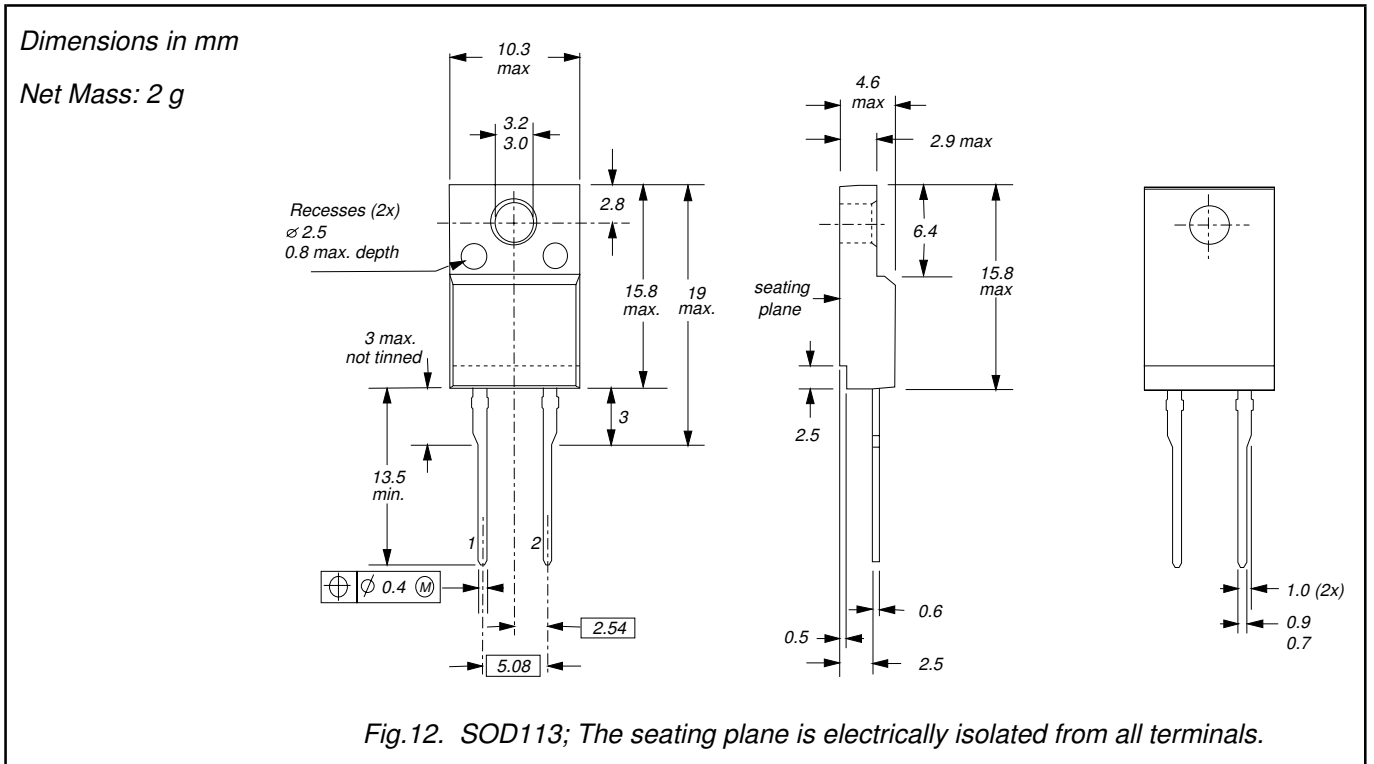 Dimensions in mm
Net Mass: 2 g
10.3
max
3.2
3.0
2.8
Recesses (2x)
⌀ 2.5
0.8 max. depth
15.8
max.
19
max.
3 max.
not tinned
3
13.5
min.
1
2
⌖ ⌀ 0.4 Ⓜ
2.54
5.08
4.6
max
2.9 max
6.4
15.8
max
seating
plane
2.5
0.6
0.5
2.5
1.0 (2x)
0.9
0.7
Fig.12. SOD113; The seating plane is electrically isolated from all terminals.